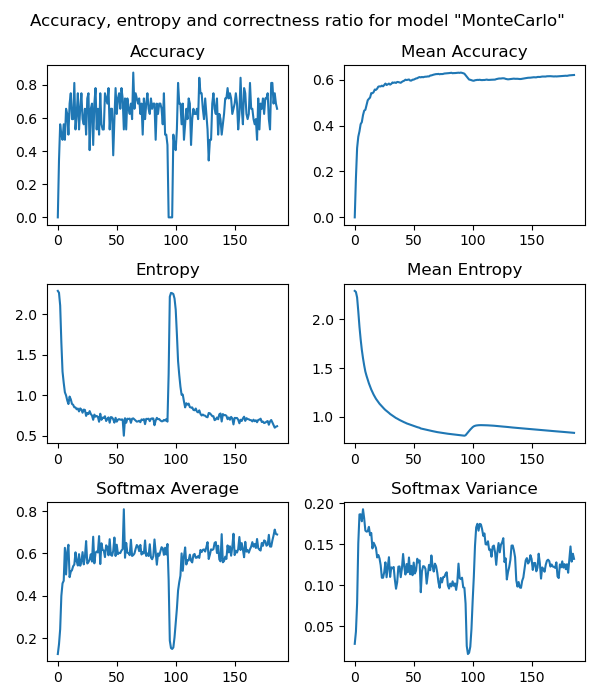 Accuracy, entropy and correctness ratio for model "MonteCarlo"
Accuracy
Mean Accuracy
0.8
0.6
0.4
0.2
0.0
0 50 100 150
0.6
0.4
0.2
0.0
0 50 100 150
Entropy
Mean Entropy
2.0
1.5
1.0
0.5
0 50 100 150
2.0
1.5
1.0
0 50 100 150
Softmax Average
Softmax Variance
0.8
0.6
0.4
0.2
0 50 100 150
0.20
0.15
0.10
0.05
0 50 100 150